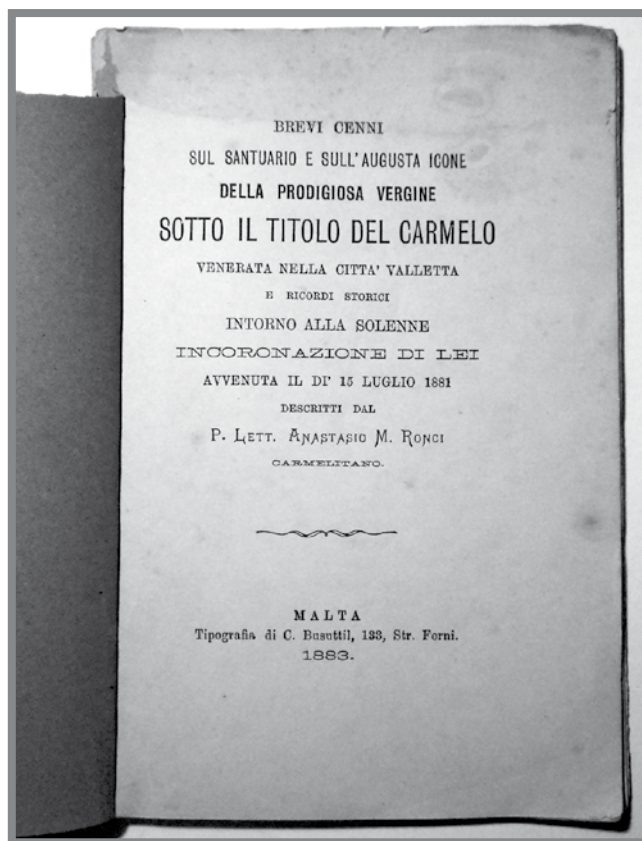 BREVI CENNI
SUL SANTUARIO E SULL'AUGUSTA ICONE
DELLA PRODIGIOSA VERGINE
SOTTO IL TITOLO DEL CARMELO
VENERATA NELLA CITTA' VALLETTA
E RICORDI STORICI
INTORNO ALLA SOLENNE
INCORONAZIONE DI LEI
AVVENUTA IL DI' 15 LUGLIO 1881
DESCRITTI DAL
P. LETT. ANASTASIO M. RONCI
CARMELITANO.
MALTA
Tipografia di C. Busuttil, 133, Str. Forni.
1883.